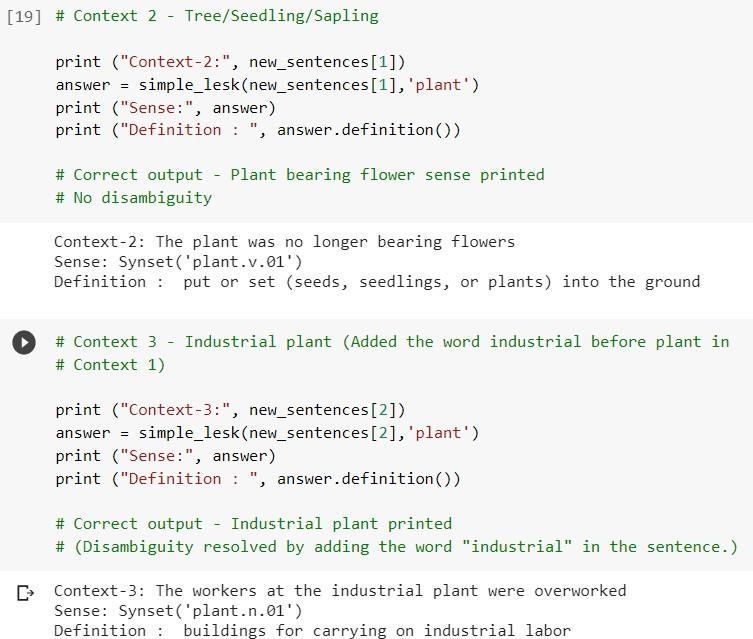 [19] # Context 2 - Tree/Seedling/Sapling
print ("Context-2:", new_sentences[1])
answer = simple_lesk(new_sentences[1],'plant')
print ("Sense:", answer)
print ("Definition : ", answer.definition())
# Correct output - Plant bearing flower sense printed
# No disambiguity
Context-2: The plant was no longer bearing flowers
Sense: Synset('plant.v.01')
Definition :  put or set (seeds, seedlings, or plants) into the ground
# Context 3 - Industrial plant (Added the word industrial before plant in
# Context 1)
print ("Context-3:", new_sentences[2])
answer = simple_lesk(new_sentences[2],'plant')
print ("Sense:", answer)
print ("Definition : ", answer.definition())
# Correct output - Industrial plant printed
# (Disambiguity resolved by adding the word "industrial" in the sentence.)
Context-3: The workers at the industrial plant were overworked
Sense: Synset('plant.n.01')
Definition :  buildings for carrying on industrial labor